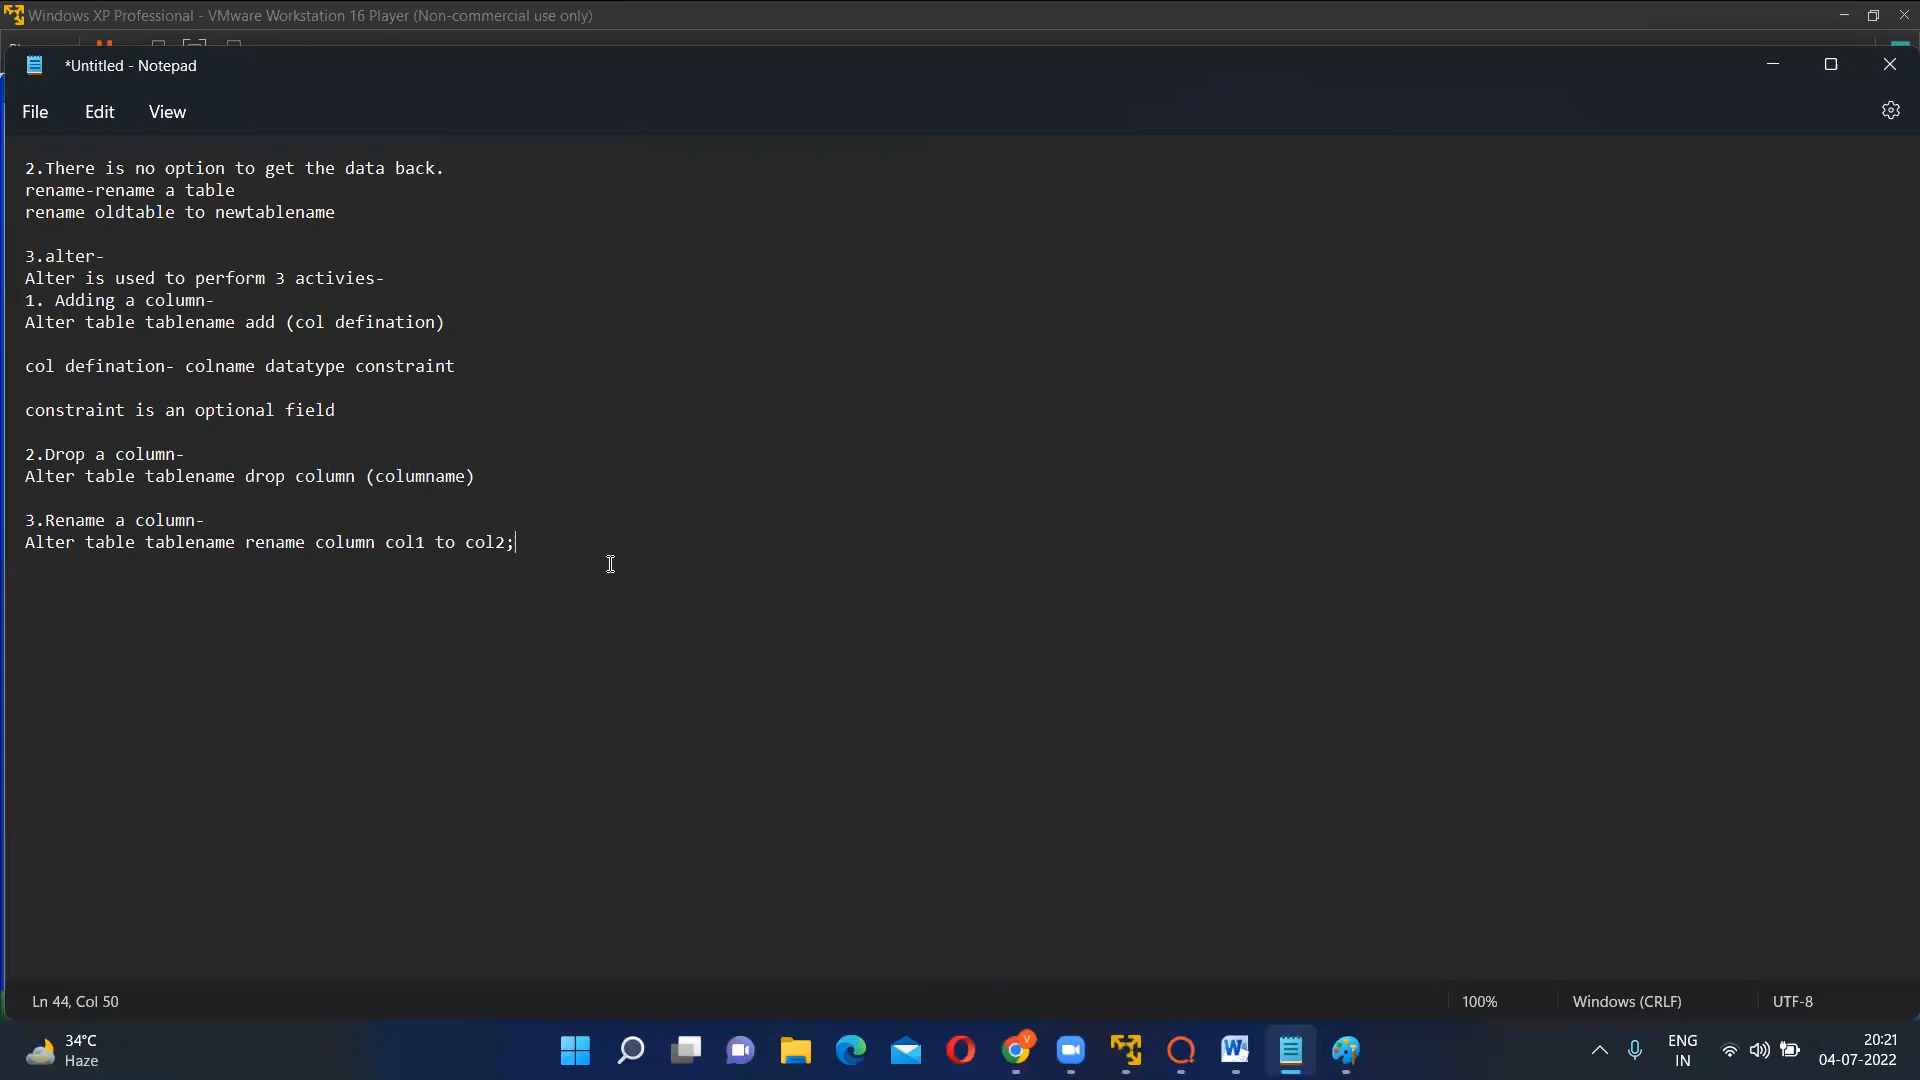 Windows XP Professional - VMware Workstation 16 Player (Non-commercial use only)
*Untitled - Notepad
File Edit View
2.There is no option to get the data back.
rename-rename a table
rename oldtable to newtablename
3.alter-
Alter is used to perform 3 activies-
1. Adding a column-
Alter table tablename add (col defination)
col defination- colname datatype constraint
constraint is an optional field
2.Drop a column-
Alter table tablename drop column (columname)
3.Rename a column-
Alter table tablename rename column col1 to col2;
Ln 44, Col 50 100% Windows (CRLF) UTF-8
34°C
Haze
V
W
ENG
IN
20:21
04-07-2022